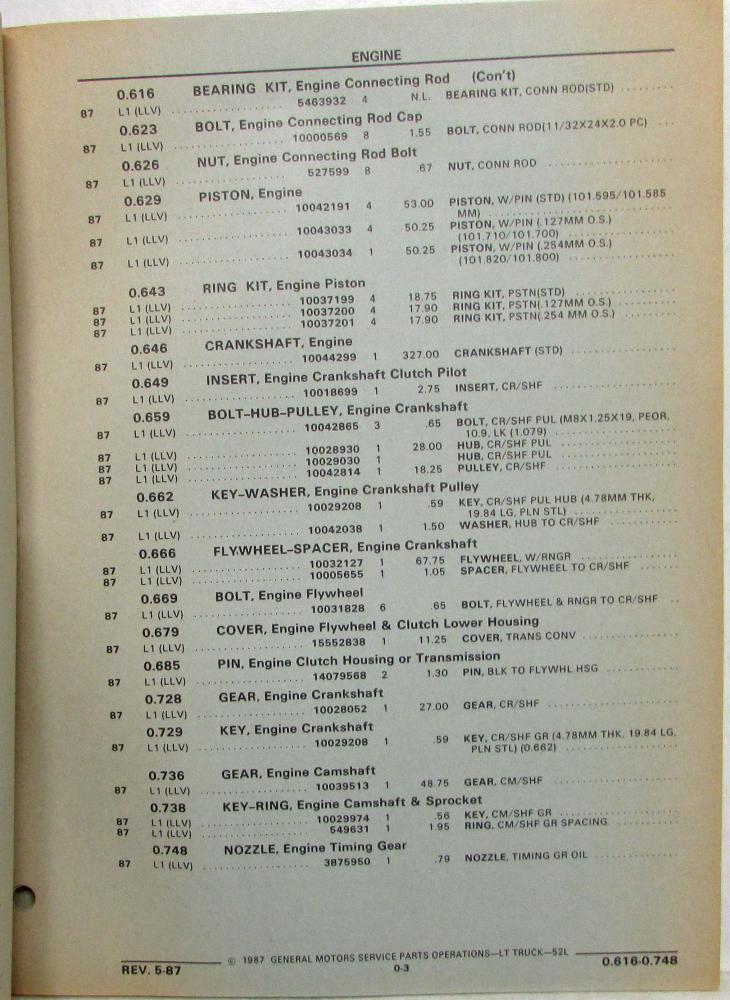 ENGINE
0.616 BEARING KIT, Engine Connecting Rod (Con't)
87 L1 (LLV) 5463932 4 N.L. BEARING KIT, CONN ROD(STD)
0.623 BOLT, Engine Connecting Rod Cap
87 L1 (LLV) 10000569 8 1.55 BOLT, CONN ROD(11/32X24X2.0 PC)
0.626 NUT, Engine Connecting Rod Bolt
87 L1 (LLV) 527599 8 .67 NUT, CONN ROD
0.629 PISTON, Engine
87 L1 (LLV) 10042191 4 53.00 PISTON, W/PIN (STD) (101.595/101.585
MM)
87 L1 (LLV) 10043033 4 50.25 PISTON, W/PIN (.127MM O.S.)
(101.710/101.700)
87 L1 (LLV) 10043034 1 50.25 PISTON, W/PIN (.254MM O.S.)
(101.820/101.800)
0.643 RING KIT, Engine Piston
87 L1 (LLV) 10037199 4 18.75 RING KIT, PSTN(STD)
87 L1 (LLV) 10037200 4 17.90 RING KIT, PSTN(.127MM O.S.)
87 L1 (LLV) 10037201 4 17.90 RING KIT, PSTN(.254 MM O.S.)
0.646 CRANKSHAFT, Engine
87 L1 (LLV) 10044299 1 327.00 CRANKSHAFT (STD)
0.649 INSERT, Engine Crankshaft Clutch Pilot
87 L1 (LLV) 10018699 1 2.75 INSERT, CR/SHF
0.659 BOLT-HUB-PULLEY, Engine Crankshaft
87 L1 (LLV) 10042865 3 .65 BOLT, CR/SHF PUL (M8X1.25X19, PEOR,
10.9, LK (1.079)
87 L1 (LLV) 10028930 1 28.00 HUB, CR/SHF PUL
87 L1 (LLV) 10029030 1 HUB, CR/SHF PUL
87 L1 (LLV) 10042814 1 18.25 PULLEY, CR/SHF
0.662 KEY-WASHER, Engine Crankshaft Pulley
87 L1 (LLV) 10029208 1 .59 KEY, CR/SHF PUL HUB (4.78MM THK,
19.84 LG, PLN STL)
87 L1 (LLV) 10042038 1 1.50 WASHER, HUB TO CR/SHF
0.666 FLYWHEEL-SPACER, Engine Crankshaft
87 L1 (LLV) 10032127 1 67.75 FLYWHEEL, W/RNGR
87 L1 (LLV) 10005655 1 1.05 SPACER, FLYWHEEL TO CR/SHF
0.669 BOLT, Engine Flywheel
87 L1 (LLV) 10031828 6 .65 BOLT, FLYWHEEL & RNGR TO CR/SHF
0.679 COVER, Engine Flywheel & Clutch Lower Housing
87 L1 (LLV) 15552838 1 11.25 COVER, TRANS CONV
0.685 PIN, Engine Clutch Housing or Transmission
87 L1 (LLV) 14079568 2 1.30 PIN, BLK TO FLYWHL HSG
0.728 GEAR, Engine Crankshaft
87 L1 (LLV) 10028052 1 27.00 GEAR, CR/SHF
0.729 KEY, Engine Crankshaft
87 L1 (LLV) 10029208 1 .59 KEY, CR/SHF GR (4.78MM THK, 19.84 LG,
PLN STL) (0.662)
0.736 GEAR, Engine Camshaft
87 L1 (LLV) 10039513 1 48.75 GEAR, CM/SHF
0.738 KEY-RING, Engine Camshaft & Sprocket
87 L1 (LLV) 10029974 1 .56 KEY, CM/SHF GR
87 L1 (LLV) 549631 1 1.95 RING, CM/SHF GR SPACING
0.748 NOZZLE, Engine Timing Gear
87 L1 (LLV) 3875950 1 .79 NOZZLE, TIMING GR OIL
REV. 5-87 © 1987 GENERAL MOTORS SERVICE PARTS OPERATIONS—LT TRUCK—52L 0.616-0.748
0-3